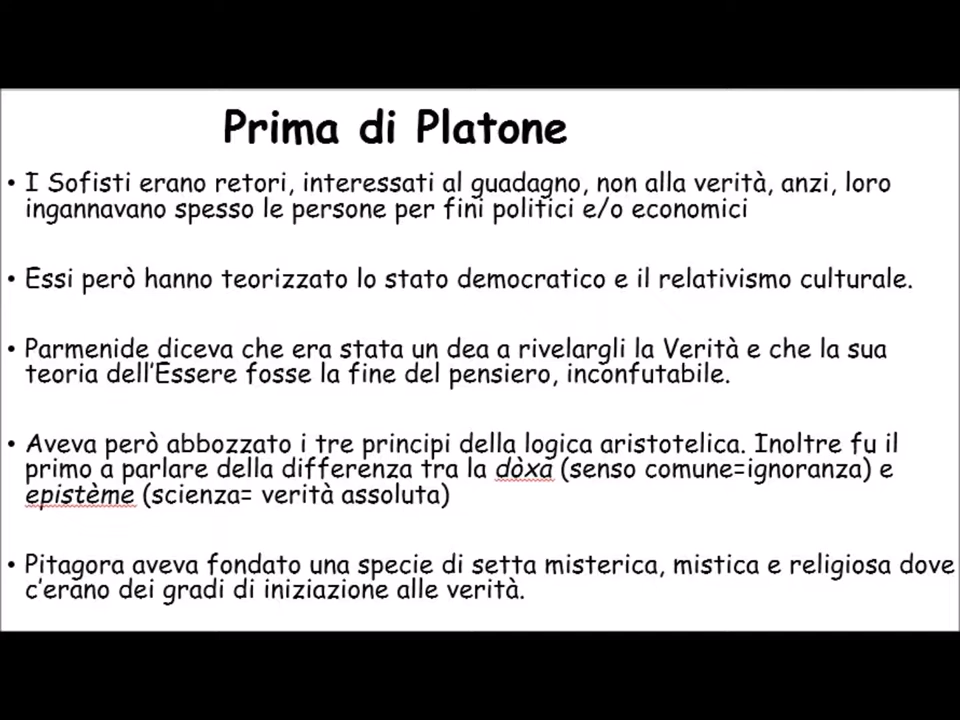 Prima di Platone
• I Sofisti erano retori, interessati al guadagno, non alla verità, anzi, loro
ingannavano spesso le persone per fini politici e/o economici
• Essi però hanno teorizzato lo stato democratico e il relativismo culturale.
• Parmenide diceva che era stata un dea a rivelargli la Verità e che la sua
teoria dell'Essere fosse la fine del pensiero, inconfutabile.
• Aveva però abbozzato i tre principi della logica aristotelica. Inoltre fu il
primo a parlare della differenza tra la dòxa (senso comune=ignoranza) e
epistème (scienza= verità assoluta)
• Pitagora aveva fondato una specie di setta misterica, mistica e religiosa dove
c'erano dei gradi di iniziazione alle verità.